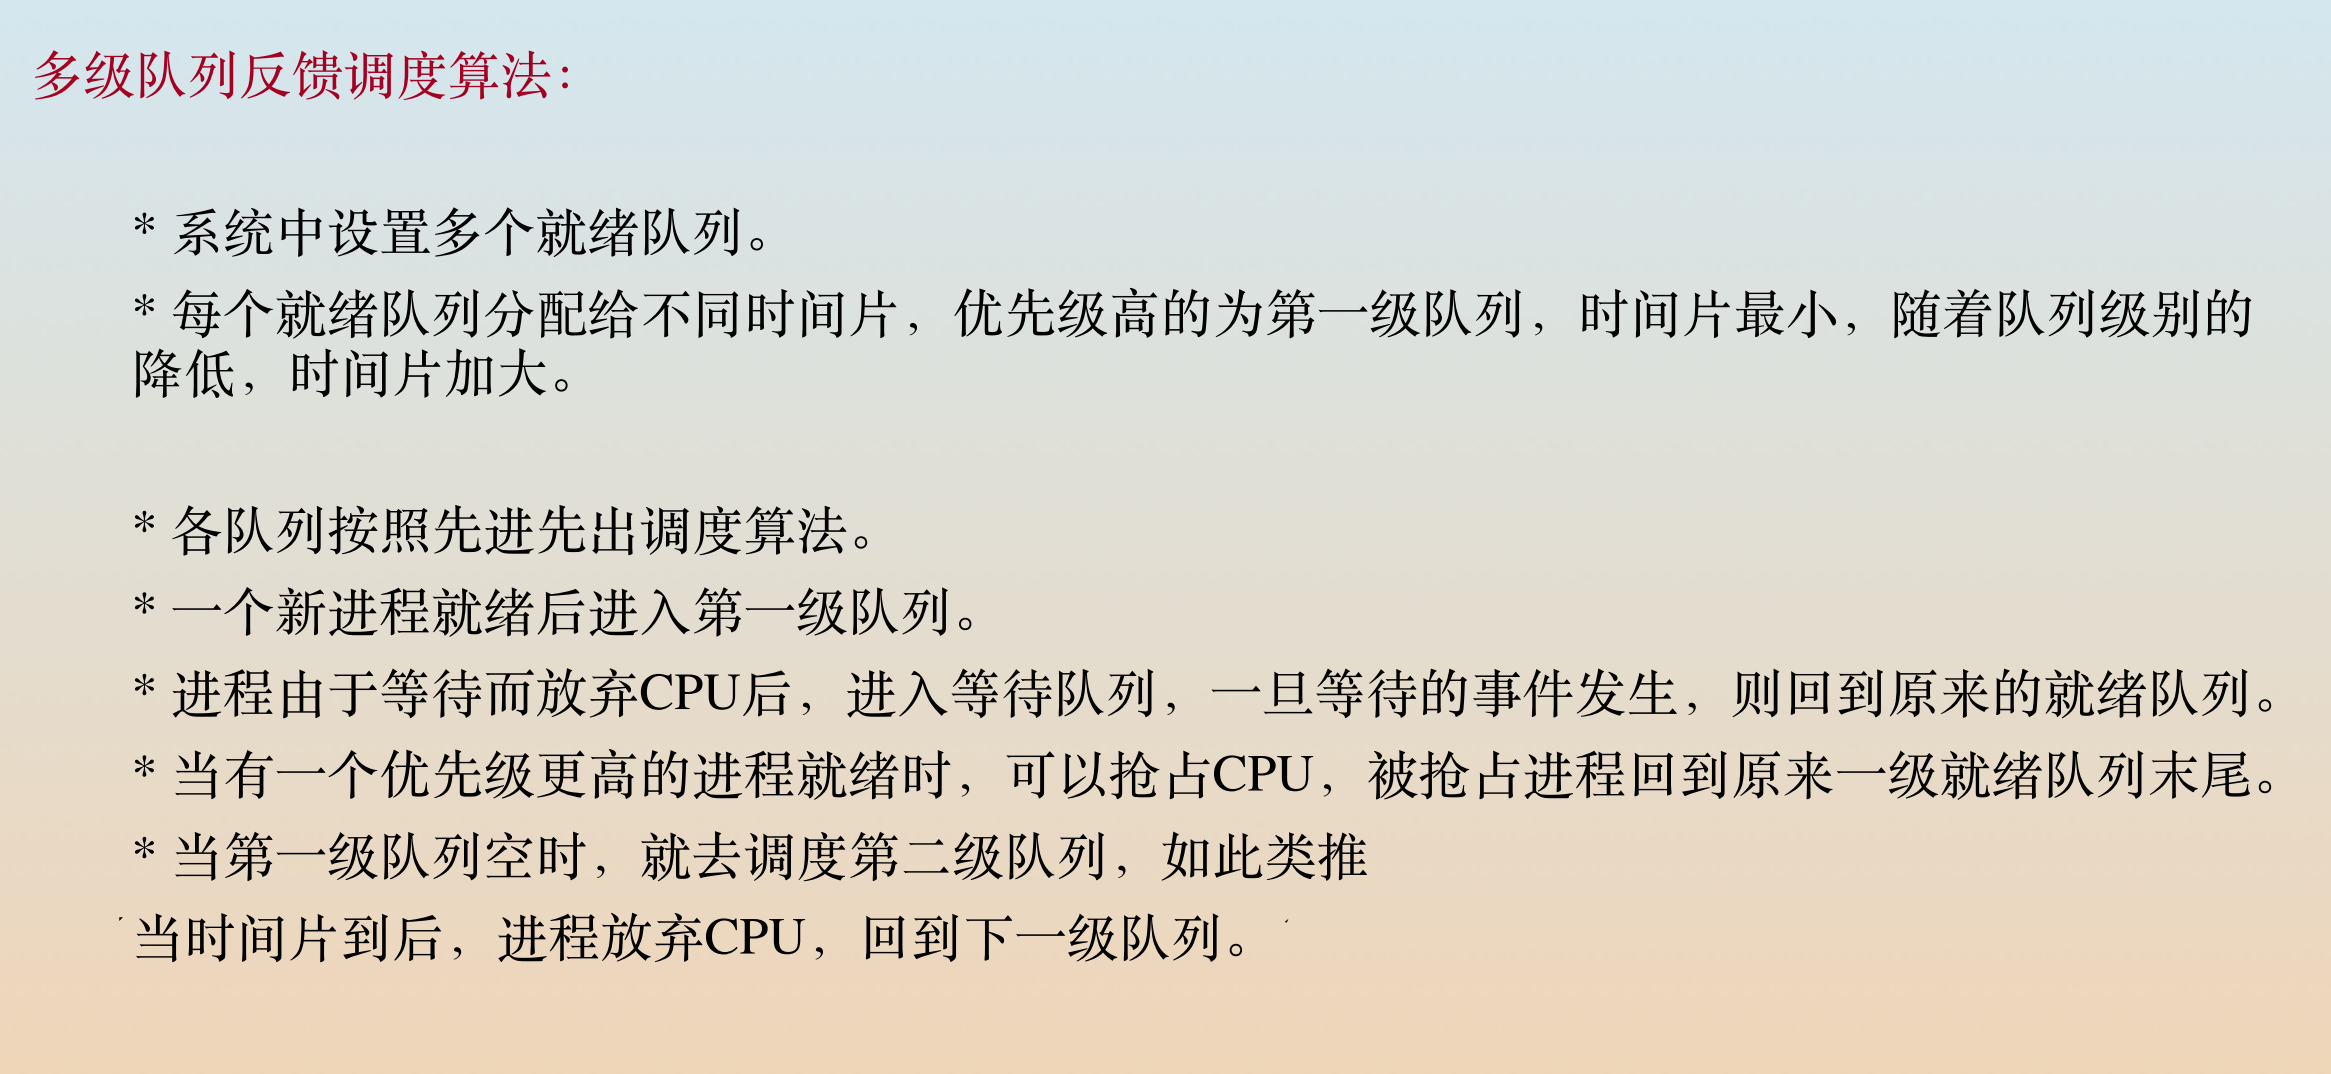 多级队列反馈调度算法：
* 系统中设置多个就绪队列。
* 每个就绪队列分配给不同时间片，优先级高的为第一级队列，时间片最小，随着队列级别的
降低，时间片加大。
* 各队列按照先进先出调度算法。
* 一个新进程就绪后进入第一级队列。
* 进程由于等待而放弃CPU后，进入等待队列，一旦等待的事件发生，则回到原来的就绪队列。
* 当有一个优先级更高的进程就绪时，可以抢占CPU，被抢占进程回到原来一级就绪队列末尾。
* 当第一级队列空时，就去调度第二级队列，如此类推
当时间片到后，进程放弃CPU，回到下一级队列。